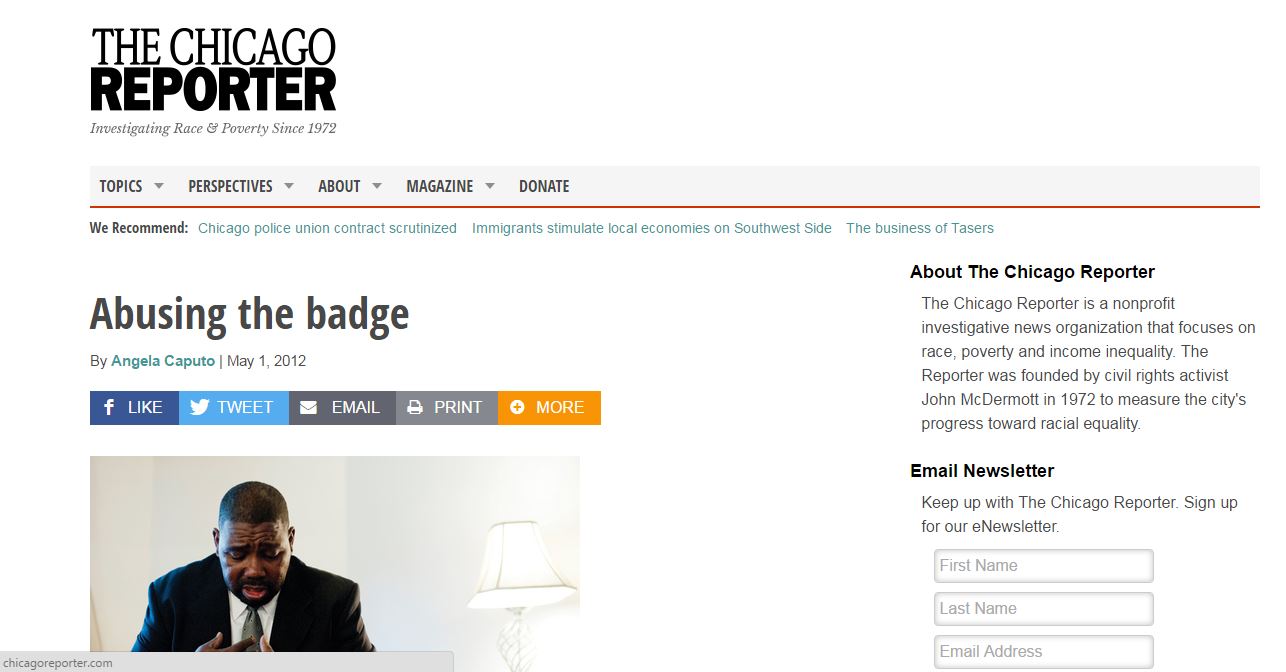 THE CHICAGO
REPORTER
Investigating Race & Poverty Since 1972
TOPICS PERSPECTIVES ABOUT MAGAZINE DONATE
We Recommend: Chicago police union contract scrutinized Immigrants stimulate local economies on Southwest Side The business of Tasers
Abusing the badge
By Angela Caputo | May 1, 2012
LIKE TWEET EMAIL PRINT MORE
About The Chicago Reporter
The Chicago Reporter is a nonprofit
investigative news organization that focuses on
race, poverty and income inequality. The
Reporter was founded by civil rights activist
John McDermott in 1972 to measure the city's
progress toward racial equality.
Email Newsletter
Keep up with The Chicago Reporter. Sign up
for our eNewsletter.
First Name
Last Name
Email Address
chicagoreporter.com